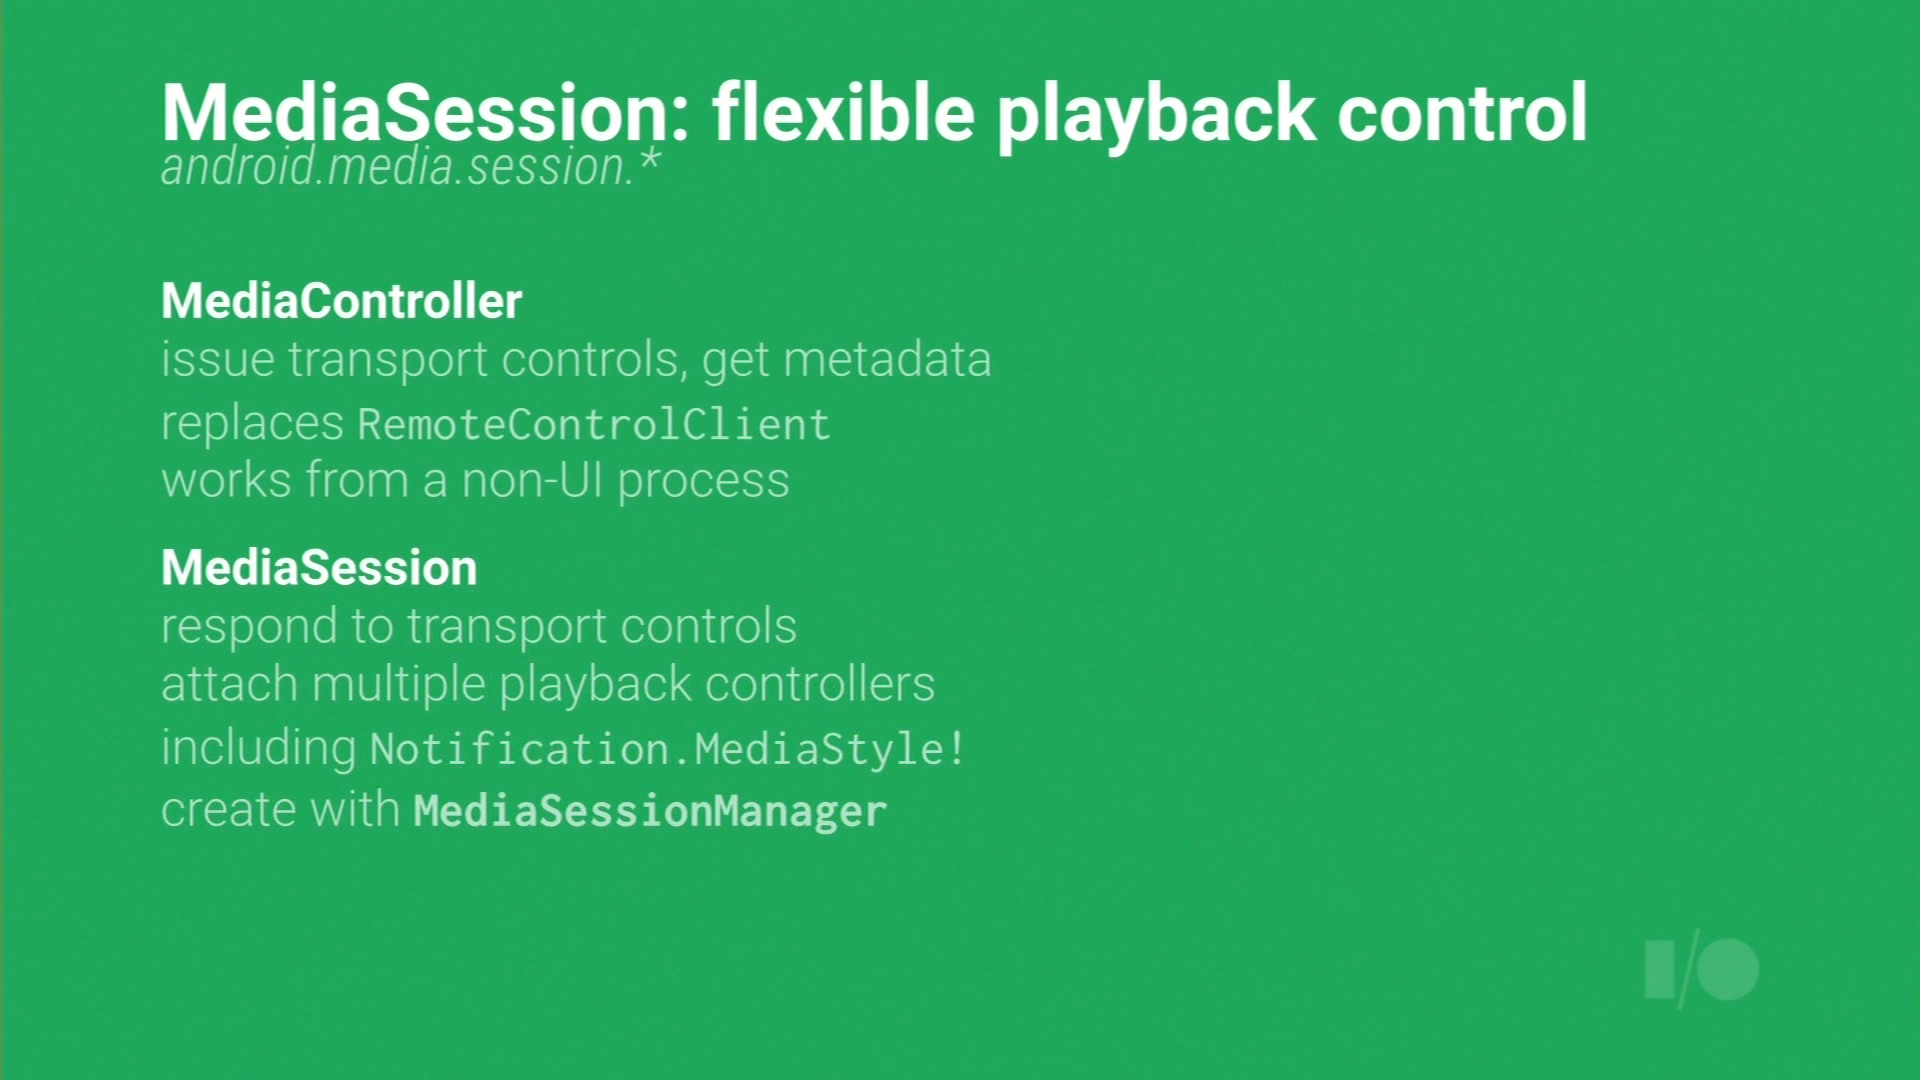 MediaSession: flexible playback control
android.media.session.*
MediaController
issue transport controls, get metadata
replaces RemoteControlClient
works from a non-UI process
MediaSession
respond to transport controls
attach multiple playback controllers
including Notification.MediaStyle!
create with MediaSessionManager
I/O